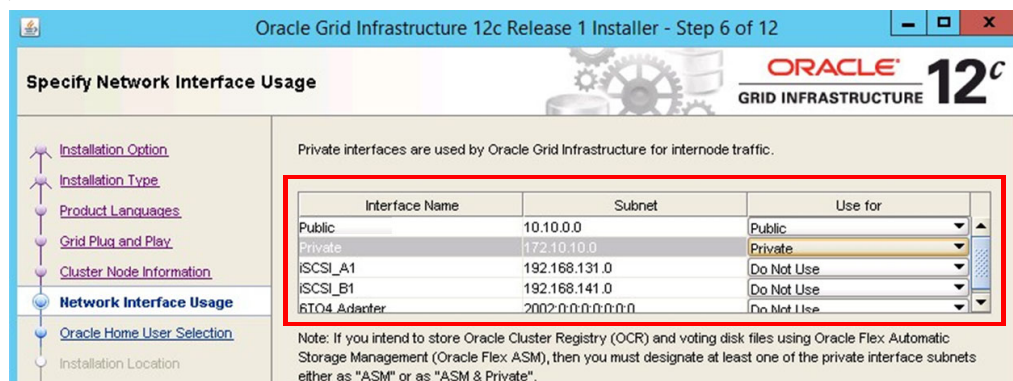 Oracle Grid Infrastructure 12c Release 1 Installer - Step 6 of 12
Specify Network Interface Usage
ORACLE
GRID INFRASTRUCTURE
12c
Installation Option
Installation Type
Product Languages
Grid Plug and Play
Cluster Node Information
Network Interface Usage
Oracle Home User Selection
Installation Location
Private interfaces are used by Oracle Grid Infrastructure for internode traffic.
Interface Name Subnet Use for
Public 10.10.0.0 Public
Private 172.10.10.0 Private
iSCSI_A1 192.168.131.0 Do Not Use
iSCSI_B1 192.168.141.0 Do Not Use
6TO4 Adapter 2002:0:0:0:0:0:0:0 Do Not Use
Note: If you intend to store Oracle Cluster Registry (OCR) and voting disk files using Oracle Flex Automatic
Storage Management (Oracle Flex ASM), then you must designate at least one of the private interface subnets
either as "ASM" or as "ASM & Private".